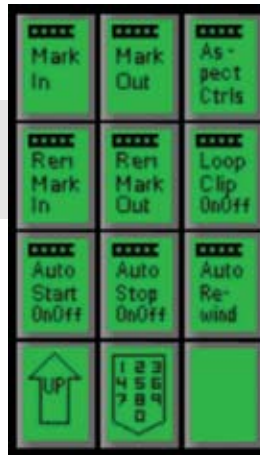 Mark
In
Mark
Out
As-
pect
Ctrls
Rem
Mark
In
Rem
Mark
Out
Loop
Clip
OnOff
Auto
Start
OnOff
Auto
Stop
OnOff
Auto
Re-
wind
UP
1 2 3
4 5 6
7 8 9
0